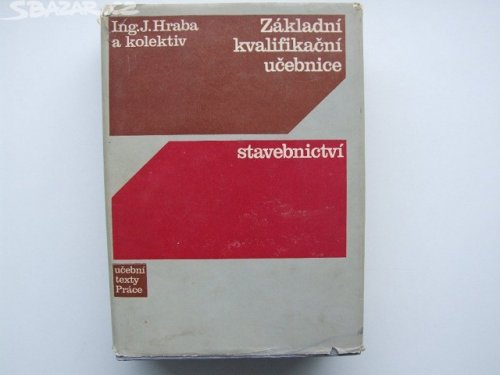 SBAZAR.CZ
Ing. J. Hraba
a kolektiv
Základní
kvalifikační
učebnice
stavebnictví
učební
texty
Práce